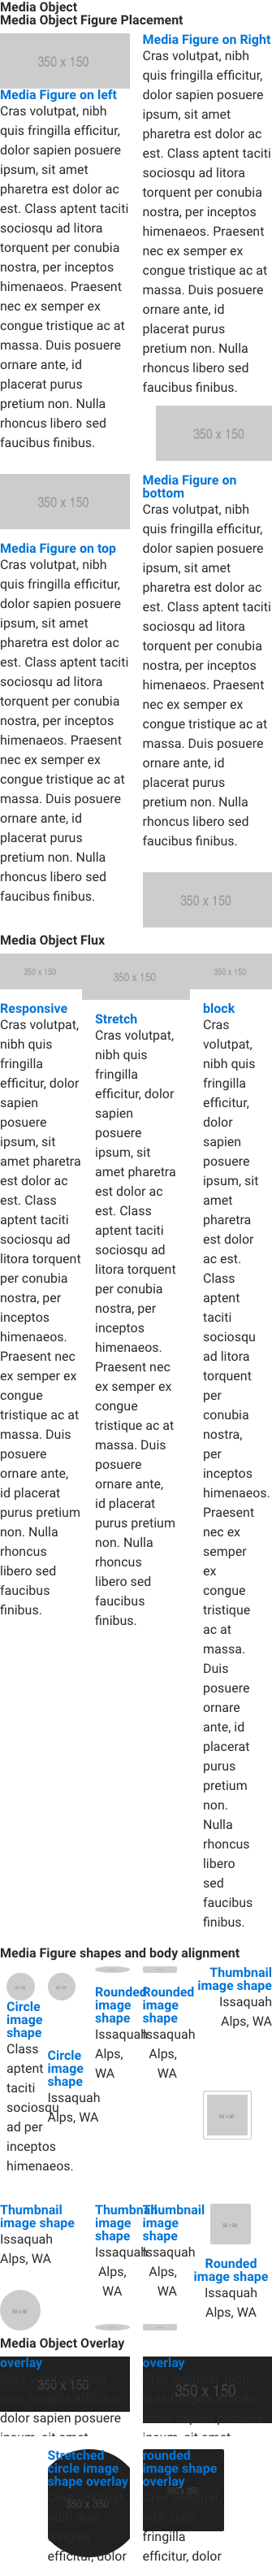 Media Object
Media Object Figure Placement
350 x 150
Media Figure on left
Cras volutpat, nibh
quis fringilla efficitur,
dolor sapien posuere
ipsum, sit amet
pharetra est dolor ac
est. Class aptent taciti
sociosqu ad litora
torquent per conubia
nostra, per inceptos
himenaeos. Praesent
nec ex semper ex
congue tristique ac at
massa. Duis posuere
ornare ante, id
placerat purus
pretium non. Nulla
rhoncus libero sed
faucibus finibus.
Media Figure on Right
Cras volutpat, nibh
quis fringilla efficitur,
dolor sapien posuere
ipsum, sit amet
pharetra est dolor ac
est. Class aptent taciti
sociosqu ad litora
torquent per conubia
nostra, per inceptos
himenaeos. Praesent
nec ex semper ex
congue tristique ac at
massa. Duis posuere
ornare ante, id
placerat purus
pretium non. Nulla
rhoncus libero sed
faucibus finibus.
350 x 150
350 x 150
Media Figure on top
Cras volutpat, nibh
quis fringilla efficitur,
dolor sapien posuere
ipsum, sit amet
pharetra est dolor ac
est. Class aptent taciti
sociosqu ad litora
torquent per conubia
nostra, per inceptos
himenaeos. Praesent
nec ex semper ex
congue tristique ac at
massa. Duis posuere
ornare ante, id
placerat purus
pretium non. Nulla
rhoncus libero sed
faucibus finibus.
Media Figure on
bottom
Cras volutpat, nibh
quis fringilla efficitur,
dolor sapien posuere
ipsum, sit amet
pharetra est dolor ac
est. Class aptent taciti
sociosqu ad litora
torquent per conubia
nostra, per inceptos
himenaeos. Praesent
nec ex semper ex
congue tristique ac at
massa. Duis posuere
ornare ante, id
placerat purus
pretium non. Nulla
rhoncus libero sed
faucibus finibus.
350 x 150
Media Object Flux
350 x 150
Responsive
Cras volutpat,
nibh quis
fringilla
efficitur, dolor
sapien
posuere
ipsum, sit
amet pharetra
est dolor ac
est. Class
aptent taciti
sociosqu ad
litora torquent
per conubia
nostra, per
inceptos
himenaeos.
Praesent nec
ex semper ex
congue
tristique ac at
massa. Duis
posuere
ornare ante,
id placerat
purus pretium
non. Nulla
rhoncus
libero sed
faucibus
finibus.
350 x 150
Stretch
Cras volutpat,
nibh quis
fringilla
efficitur, dolor
sapien
posuere
ipsum, sit
amet pharetra
est dolor ac
est. Class
aptent taciti
sociosqu ad
litora torquent
per conubia
nostra, per
inceptos
himenaeos.
Praesent nec
ex semper ex
congue
tristique ac at
massa. Duis
posuere
ornare ante,
id placerat
purus pretium
non. Nulla
rhoncus
libero sed
faucibus
finibus.
350 x 150
block
Cras
volutpat,
nibh quis
fringilla
efficitur,
dolor
sapien
posuere
ipsum, sit
amet
pharetra
est dolor
ac est.
Class
aptent
taciti
sociosqu
ad litora
torquent
per
conubia
nostra,
per
inceptos
himenaeos.
Praesent
nec ex
semper
ex
congue
tristique
ac at
massa.
Duis
posuere
ornare
ante, id
placerat
purus
pretium
non.
Nulla
rhoncus
libero
sed
faucibus
finibus.
Media Figure shapes and body alignment
Circle
image
shape
Class
aptent
taciti
sociosqu
ad per
inceptos
himenaeos.
Circle
image
shape
Issaquah
Alps, WA
Rounded
image
shape
Issaquah
Alps,
WA
Rounded
image
shape
Issaquah
Alps,
WA
Thumbnail
image shape
Issaquah
Alps, WA
Thumbnail
image shape
Issaquah
Alps, WA
Thumbnail
image
shape
Issaquah
Alps,
WA
Thumbnail
image
shape
Issaquah
Alps,
WA
Rounded
image shape
Issaquah
Alps, WA
Media Object Overlay
overlay
350 x 150
quis fringilla efficitur,
dolor sapien posuere
overlay
350 x 150
dolor sapien posuere
Stretched
circle image
shape overlay
350 x 350
fringilla
efficitur, dolor
rounded
image shape
overlay
350 x 350
nibh quis
fringilla
efficitur, dolor